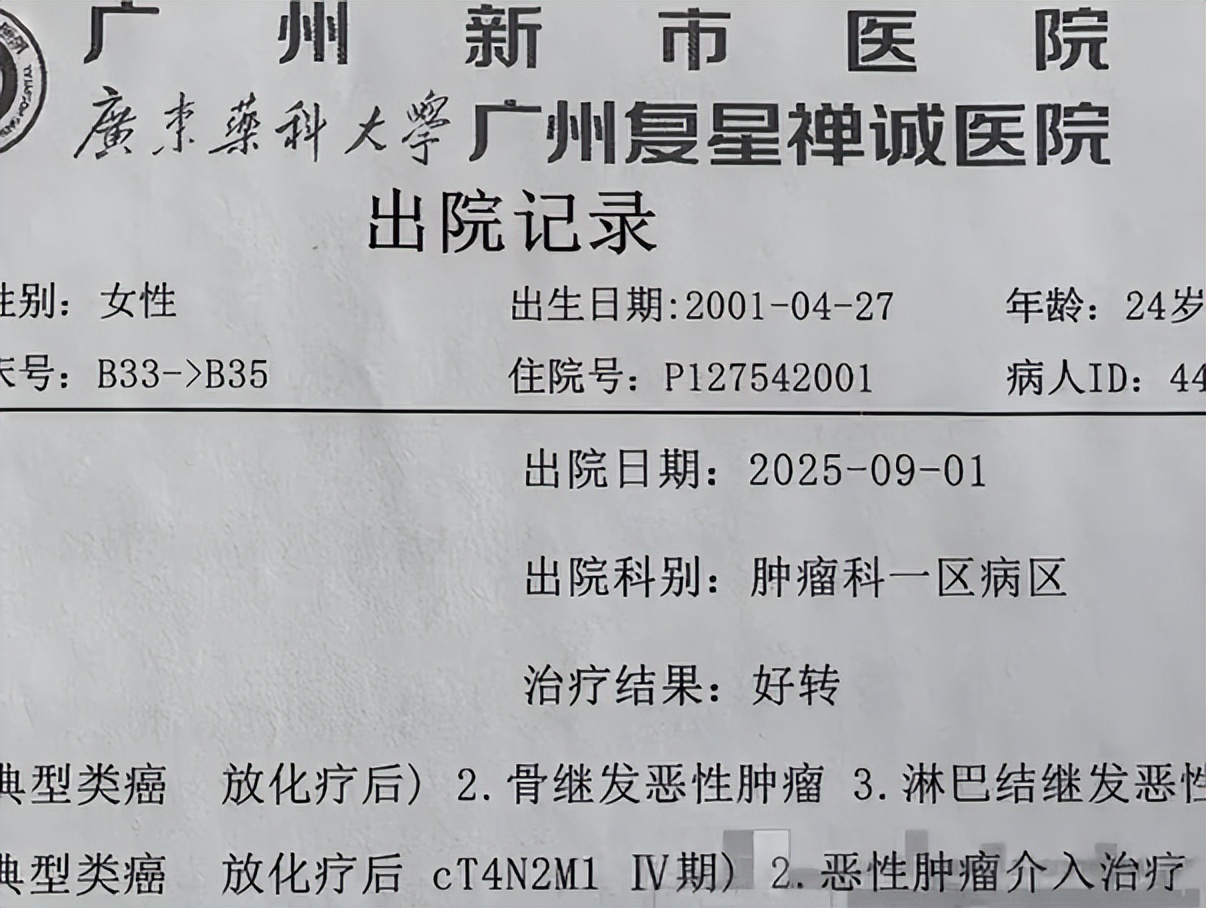 广州新市医院
廣东藥科大學广州复星禅诚医院
出院记录
性别：女性 出生日期:2001-04-27 年龄：24岁
床号：B33->B35 住院号：P127542001 病人ID：44
出院日期：2025-09-01
出院科别：肿瘤科一区病区
治疗结果：好转
典型类癌 放化疗后) 2.骨继发恶性肿瘤 3.淋巴结继发恶性
典型类癌 放化疗后 cT4N2M1 Ⅳ期) 2.恶性肿瘤介入治疗